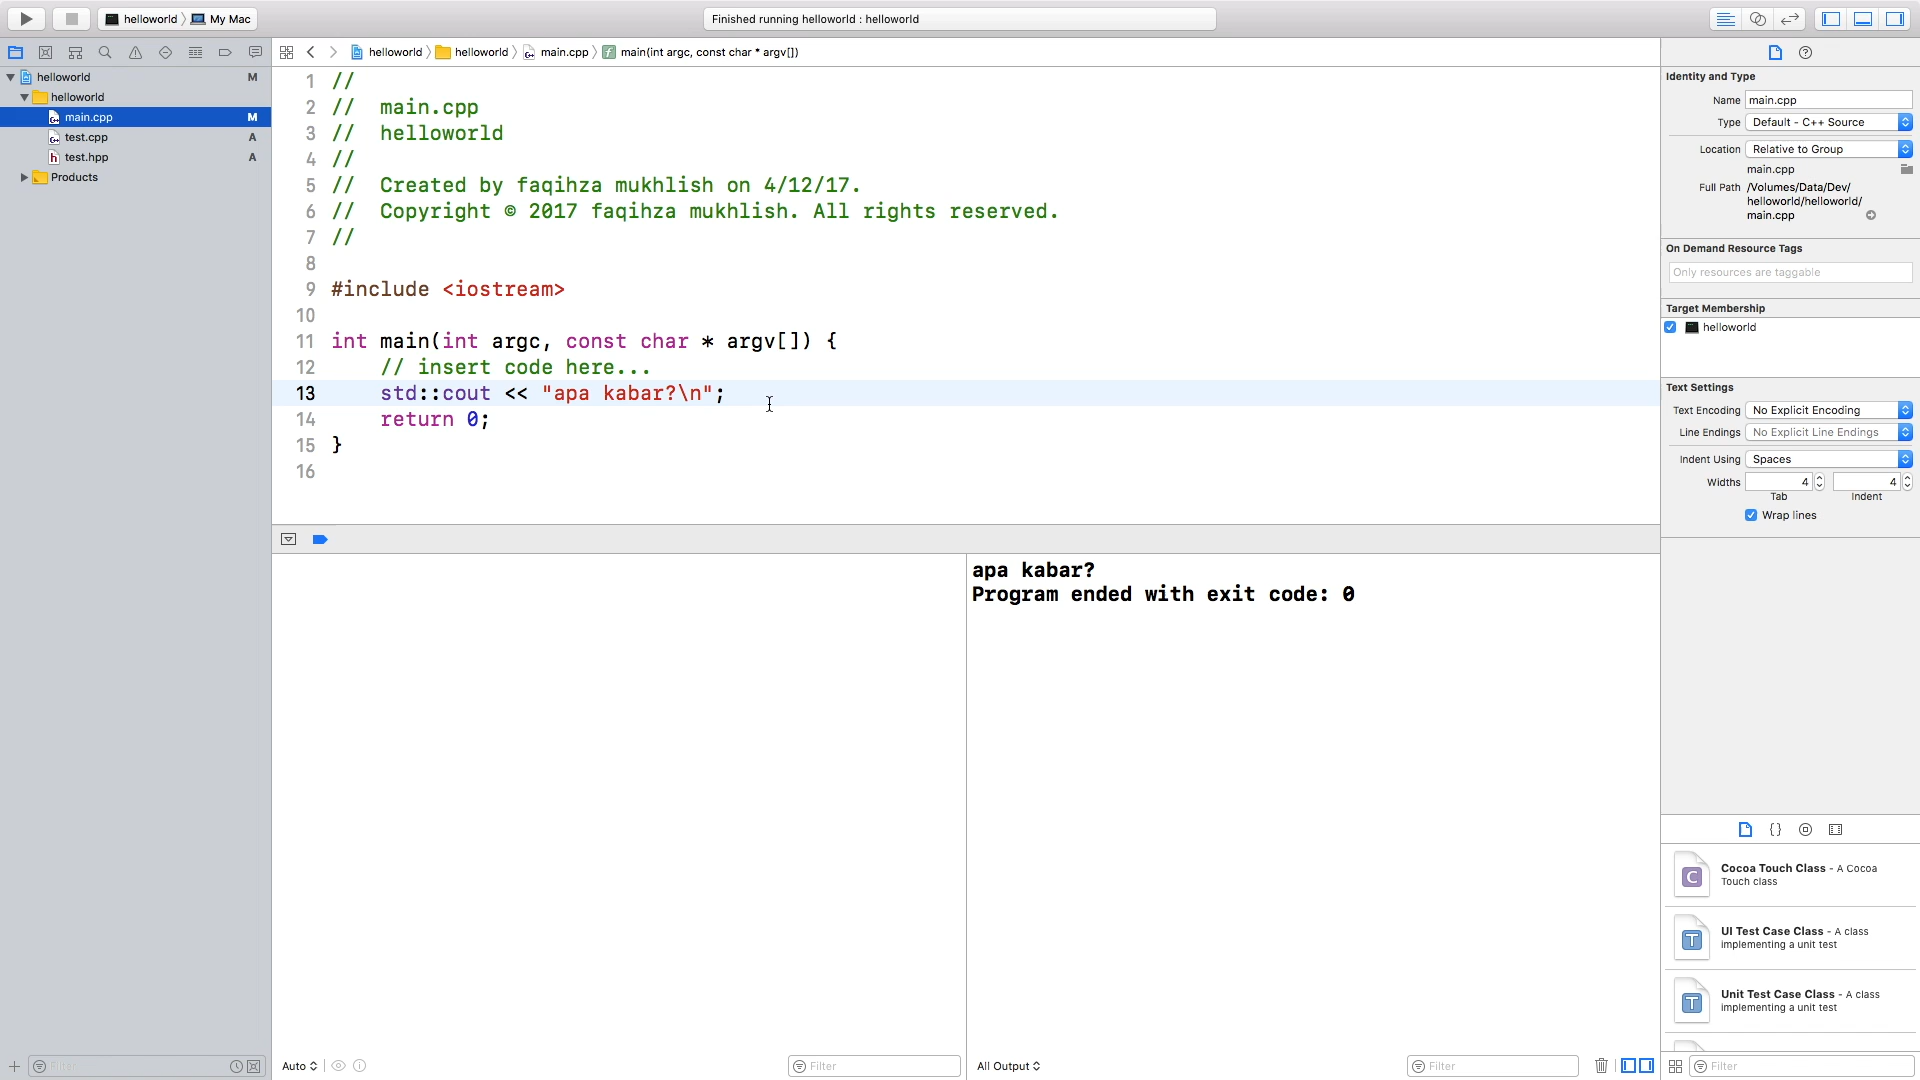 helloworld My Mac
Finished running helloworld : helloworld
helloworld helloworld main.cpp main(int argc, const char * argv[])
helloworld M
helloworld
main.cpp M
test.cpp A
test.hpp A
Products
1 //
2 // main.cpp
3 // helloworld
4 //
5 // Created by faqihza mukhlish on 4/12/17.
6 // Copyright © 2017 faqihza mukhlish. All rights reserved.
7 //
8
9 #include <iostream>
10
11 int main(int argc, const char * argv[]) {
12 // insert code here...
13 std::cout << "apa kabar?\n";
14 return 0;
15 }
16
apa kabar?
Program ended with exit code: 0
Auto
Filter
All Output
Filter
Filter
Identity and Type
Name main.cpp
Type Default - C++ Source
Location Relative to Group
main.cpp
Full Path /Volumes/Data/Dev/
helloworld/helloworld/
main.cpp
On Demand Resource Tags
Only resources are taggable
Target Membership
helloworld
Text Settings
Text Encoding No Explicit Encoding
Line Endings No Explicit Line Endings
Indent Using Spaces
Widths 4 4
Tab Indent
Wrap lines
{}
C Cocoa Touch Class - A Cocoa
Touch class
T UI Test Case Class - A class
implementing a unit test
T Unit Test Case Class - A class
implementing a unit test
Filter